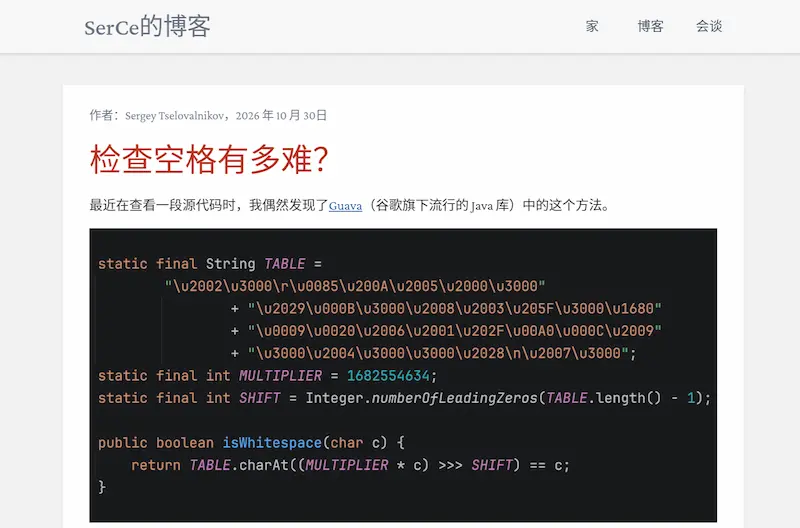 SerCe的博客
家 博客 会谈
作者：Sergey Tselovalnikov，2026 年 10 月 30日
检查空格有多难？
最近在查看一段源代码时，我偶然发现了Guava（谷歌旗下流行的 Java 库）中的这个方法。
static final String TABLE =
"\u2002\u3000\r\u0085\u200A\u2005\u2000\u3000"
+ "\u2029\u000B\u3000\u2008\u2003\u205F\u3000\u1680"
+ "\u0009\u0020\u2006\u2001\u202F\u00A0\u000C\u2009"
+ "\u3000\u2004\u3000\u3000\u2028\n\u2007\u3000";
static final int MULTIPLIER = 1682554634;
static final int SHIFT = Integer.numberOfLeadingZeros(TABLE.length() - 1);
public boolean isWhitespace(char c) {
return TABLE.charAt((MULTIPLIER * c) >>> SHIFT) == c;
}